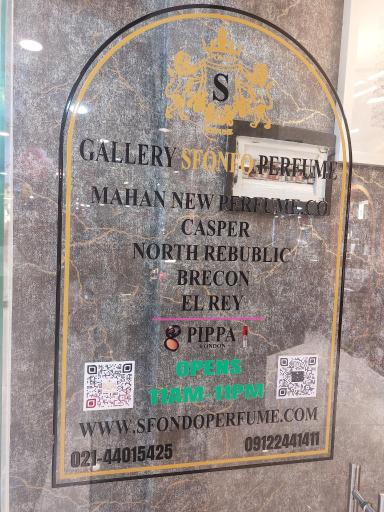 S
GALLERY SFONDO PERFUME
MAHAN NEW PERFUME CO
CASPER
NORTH REBUBLIC
BRECON
EL REY
PIPPA
LONDON
OPENS
11AM-11PM
WWW.SFONDOPERFUME.COM
021-44015425 09122441411